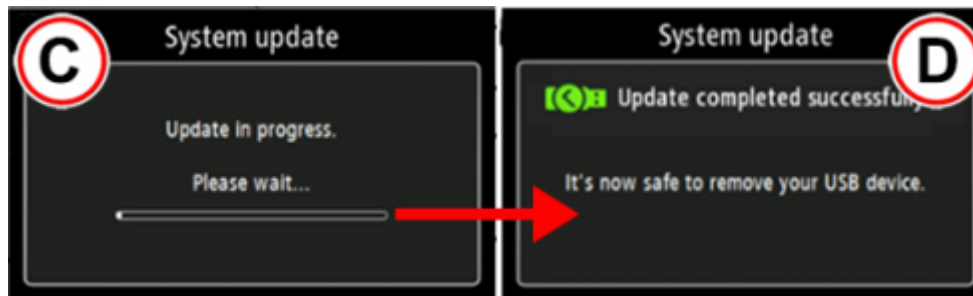 C
System update
Update in progress.
Please wait...
D
System update
Update completed
It's now safe to remove your USB device.